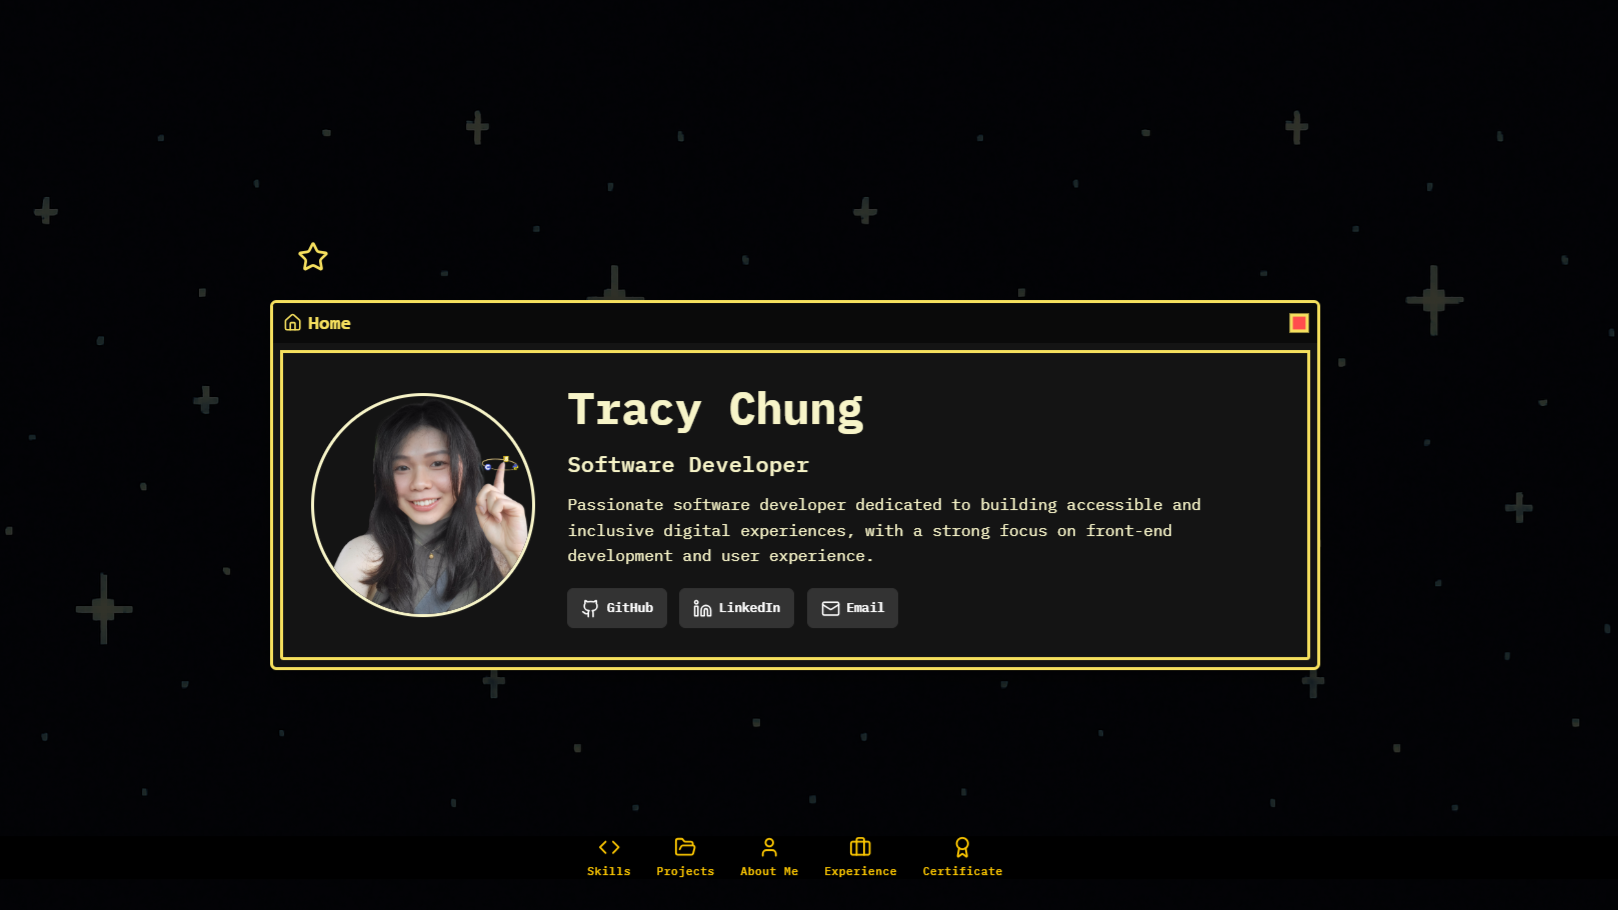 Home
Tracy Chung
Software Developer
Passionate software developer dedicated to building accessible and
inclusive digital experiences, with a strong focus on front-end
development and user experience.
GitHub LinkedIn Email
Skills Projects About Me Experience Certificate